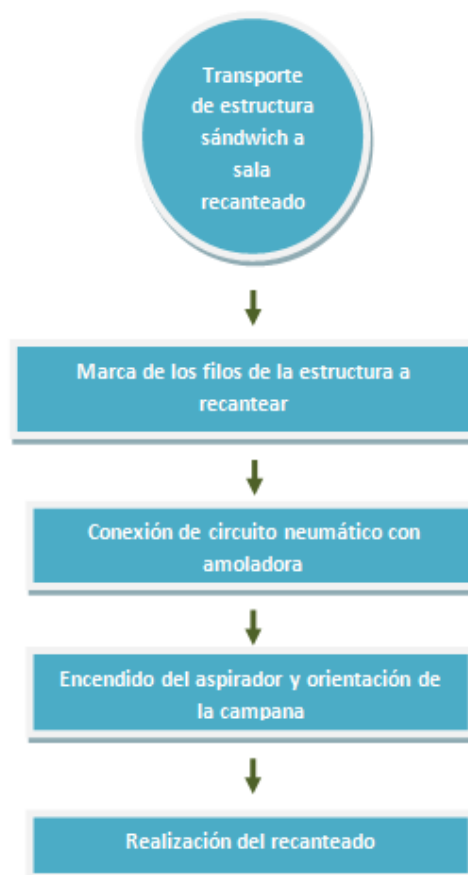 Transporte
de estructura
sándwich a
sala
recanteado
Marca de los filos de la estructura a
recantear
Conexión de circuito neumático con
amoladora
Encendido del aspirador y orientación de
la campana
Realización del recanteado